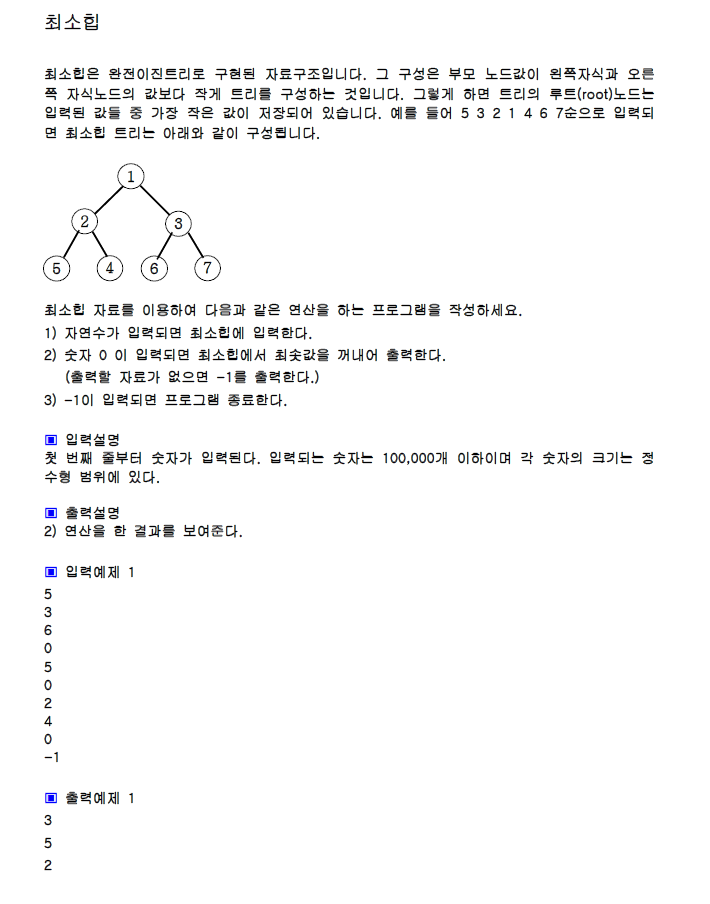 최소힙
최소힙은 완전이진트리로 구현된 자료구조입니다. 그 구성은 부모 노드값이 왼쪽자식과 오른
쪽 자식노드의 값보다 작게 트리를 구성하는 것입니다. 그렇게 하면 트리의 루트(root)노드는
입력된 값들 중 가장 작은 값이 저장되어 있습니다. 예를 들어 5 3 2 1 4 6 7순으로 입력되
면 최소힙 트리는 아래와 같이 구성됩니다.
1
2 3
5 4 6 7
최소힙 자료를 이용하여 다음과 같은 연산을 하는 프로그램을 작성하세요.
1) 자연수가 입력되면 최소힙에 입력한다.
2) 숫자 0 이 입력되면 최소힙에서 최솟값을 꺼내어 출력한다.
(출력할 자료가 없으면 -1를 출력한다.)
3) -1이 입력되면 프로그램 종료한다.
▣ 입력설명
첫 번째 줄부터 숫자가 입력된다. 입력되는 숫자는 100,000개 이하이며 각 숫자의 크기는 정
수형 범위에 있다.
▣ 출력설명
2) 연산을 한 결과를 보여준다.
▣ 입력예제 1
5
3
6
0
5
0
2
4
0
-1
▣ 출력예제 1
3
5
2